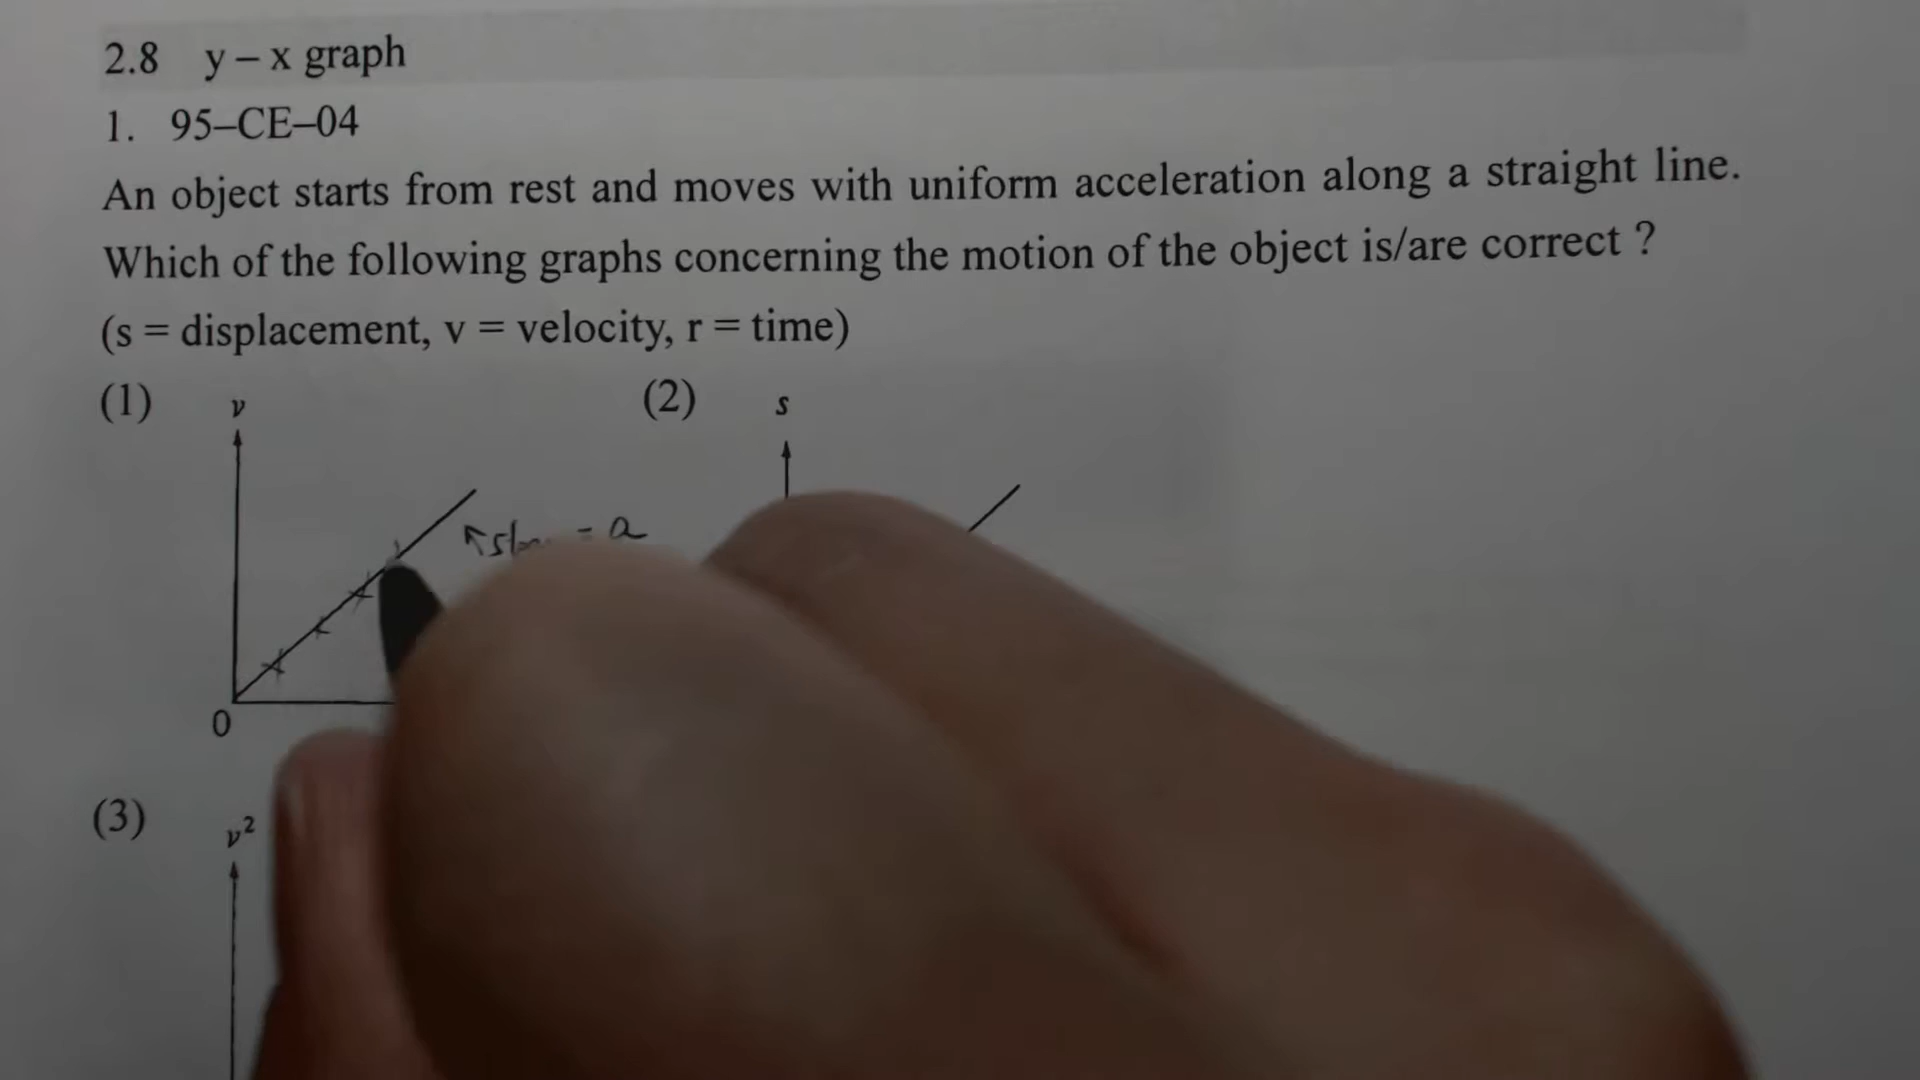 2.8 y – x graph
1. 95–CE–04
An object starts from rest and moves with uniform acceleration along a straight line.
Which of the following graphs concerning the motion of the object is/are correct ?
(s = displacement, v = velocity, r = time)
(1) v (2) s
= a
0
(3) v²